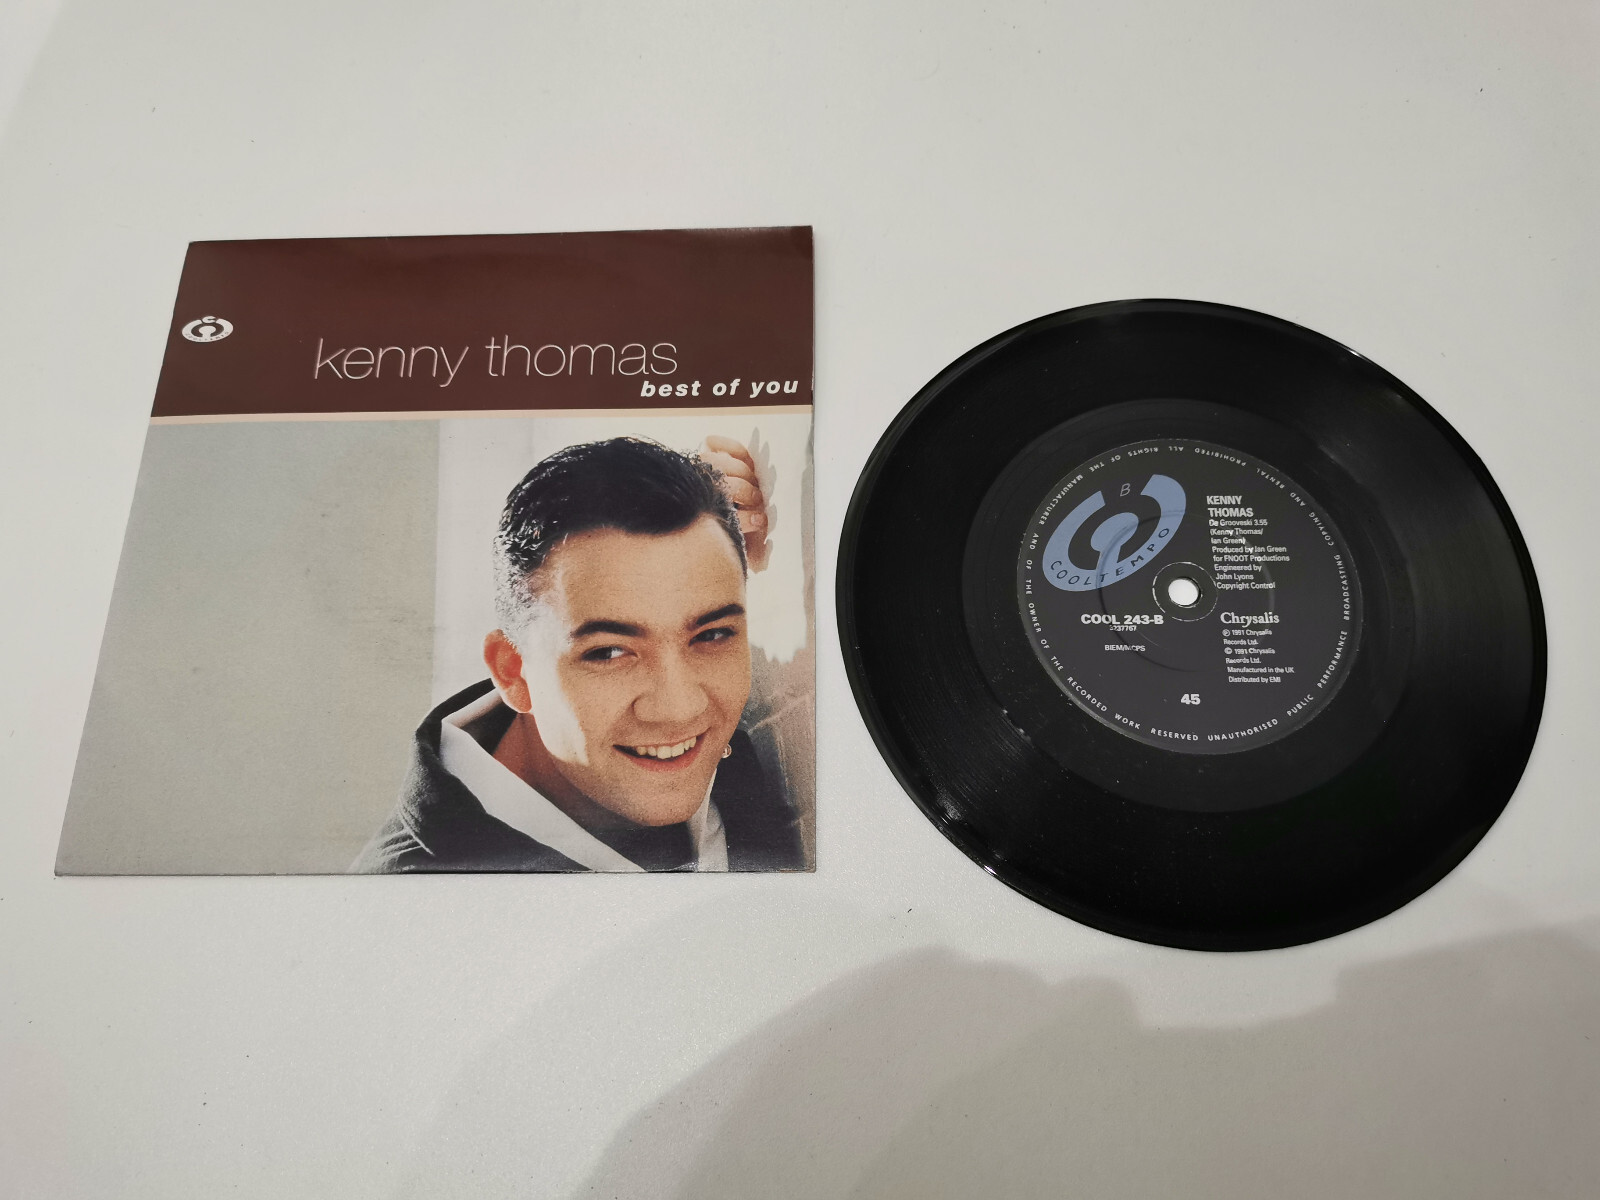 kenny thomas
best of you
B
COOLTEMPO
KENNY
THOMAS
De Grooveski 3.55
(Kenny Thomas/
Ian Green)
Produced by Ian Green
for FNOOT Productions
Engineered by
John Lyons
Copyright Control
COOL 243-B
3237767
BIEM/MCPS
Chrysalis
℗ 1991 Chrysalis
Records Ltd.
© 1991 Chrysalis
Records Ltd.
Manufactured in the UK
Distributed by EMI
45
ALL RIGHTS OF THE MANUFACTURER AND OF THE OWNER OF THE RECORDED WORK RESERVED UNAUTHORISED PUBLIC PERFORMANCE BROADCASTING COPYING AND RENTAL PROHIBITED